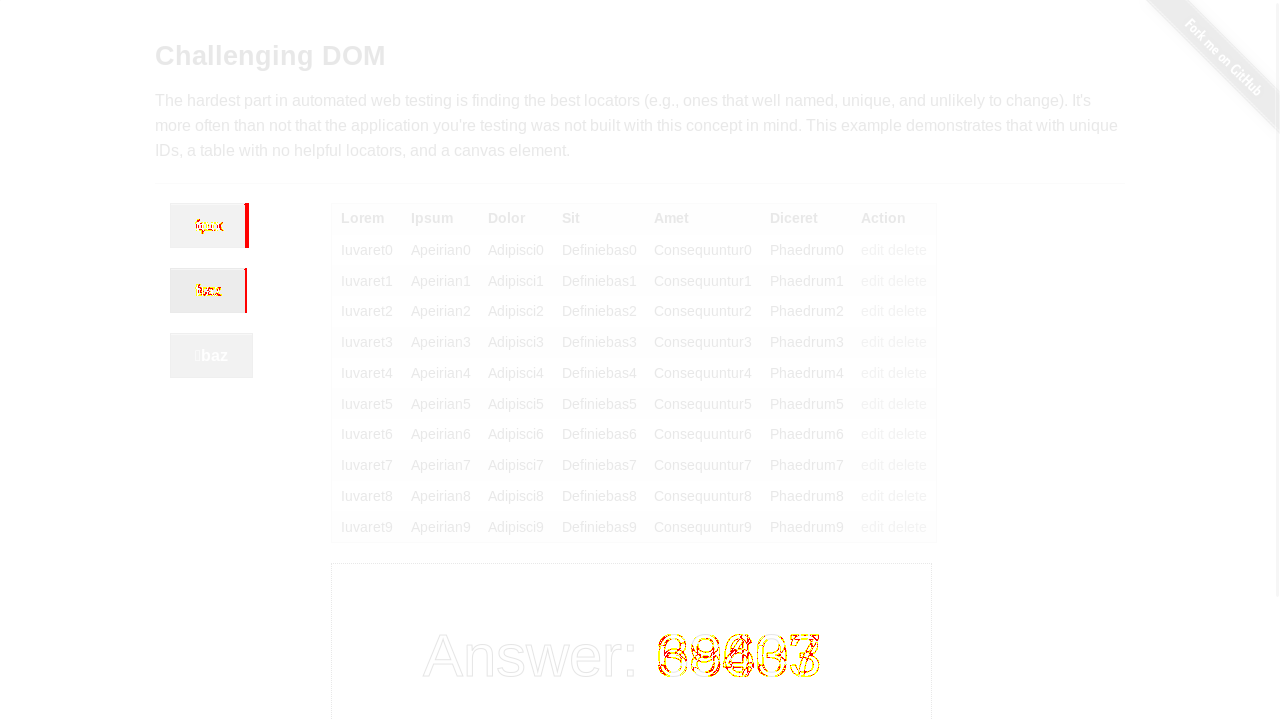 Fork me on GitHub
Challenging DOM
The hardest part in automated web testing is finding the best locators (e.g., ones that well named, unique, and unlikely to change). It's
more often than not that the application you're testing was not built with this concept in mind. This example demonstrates that with unique
IDs, a table with no helpful locators, and a canvas element.
baz
Lorem Ipsum Dolor Sit Amet Diceret Action
Iuvaret0 Apeirian0 Adipisci0 Definiebas0 Consequuntur0 Phaedrum0 edit delete
Iuvaret1 Apeirian1 Adipisci1 Definiebas1 Consequuntur1 Phaedrum1 edit delete
Iuvaret2 Apeirian2 Adipisci2 Definiebas2 Consequuntur2 Phaedrum2 edit delete
Iuvaret3 Apeirian3 Adipisci3 Definiebas3 Consequuntur3 Phaedrum3 edit delete
Iuvaret4 Apeirian4 Adipisci4 Definiebas4 Consequuntur4 Phaedrum4 edit delete
Iuvaret5 Apeirian5 Adipisci5 Definiebas5 Consequuntur5 Phaedrum5 edit delete
Iuvaret6 Apeirian6 Adipisci6 Definiebas6 Consequuntur6 Phaedrum6 edit delete
Iuvaret7 Apeirian7 Adipisci7 Definiebas7 Consequuntur7 Phaedrum7 edit delete
Iuvaret8 Apeirian8 Adipisci8 Definiebas8 Consequuntur8 Phaedrum8 edit delete
Iuvaret9 Apeirian9 Adipisci9 Definiebas9 Consequuntur9 Phaedrum9 edit delete
Answer: